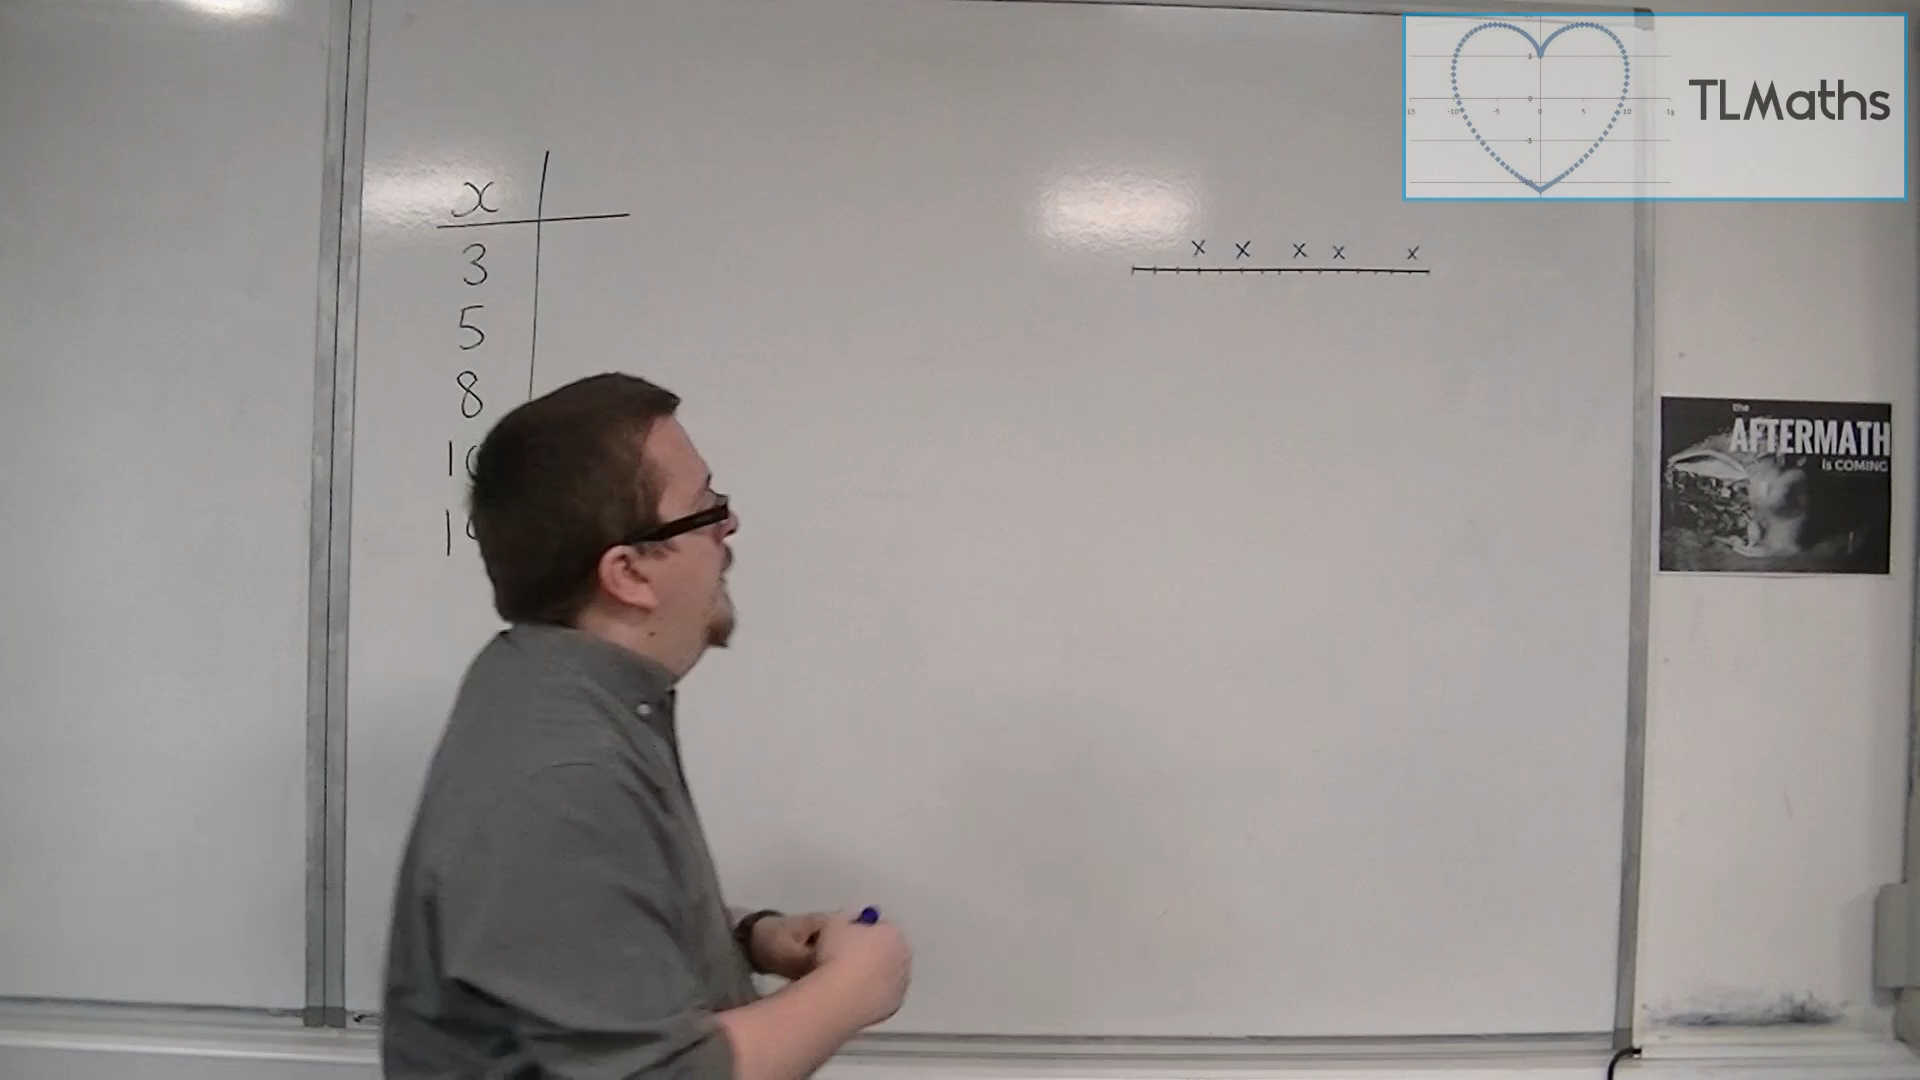 TLMaths
x
3
5
8
x x x x x
the
AFTERMATH
is COMING